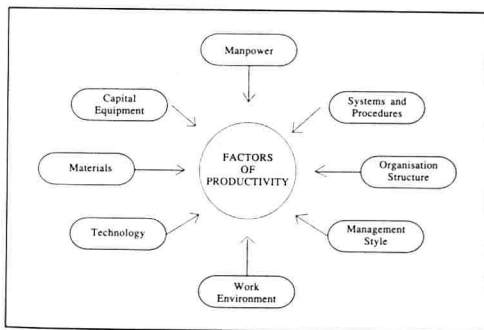 Manpower
Capital
Equipment
Systems and
Procedures
FACTORS
OF
PRODUCTIVITY
Materials
Organisation
Structure
Technology
Management
Style
Work
Environment